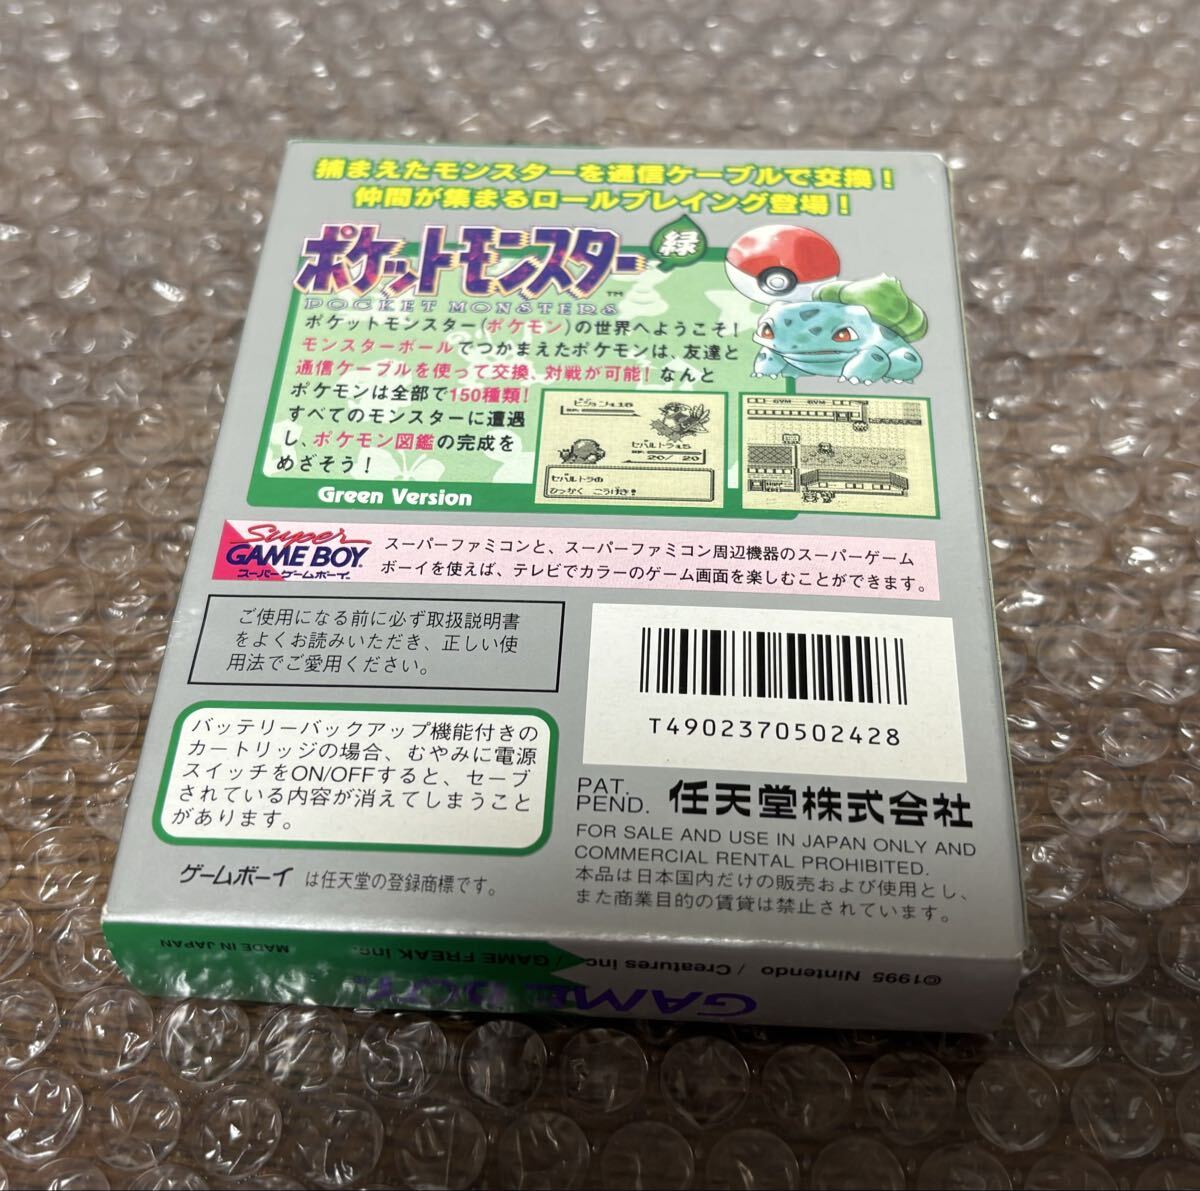 捕まえたモンスターを通信ケーブルで交換！
仲間が集まるロールプレイング登場！
ポケットモンスター 緑
TM
POCKET MONSTERS
ポケットモンスター(ポケモン)の世界へようこそ！
モンスターボールでつかまえたポケモンは、友達と
通信ケーブルを使って交換、対戦が可能！なんと
ポケモンは全部で150種類！
すべてのモンスターに遭遇
し、ポケモン図鑑の完成を
めざそう！
Green Version
20/ 20
ひっかく こうげき！
GYM GYM
Super
GAME BOY
スーパーゲームボーイ
スーパーファミコンと、スーパーファミコン周辺機器のスーパーゲーム
ボーイを使えば、テレビでカラーのゲーム画面を楽しむことができます。
ご使用になる前に必ず取扱説明書
をよくお読みいただき、正しい使
用法でご愛用ください。
バッテリーバックアップ機能付きの
カートリッジの場合、むやみに電源
スイッチをON/OFFすると、セーブ
されている内容が消えてしまうこと
があります。
ゲームボーイ は任天堂の登録商標です。
T4902370502428
PAT.
PEND. 任天堂株式会社
FOR SALE AND USE IN JAPAN ONLY AND
COMMERCIAL RENTAL PROHIBITED.
本品は日本国内だけの販売および使用とし、
また商業目的の賃貸は禁止されています。
©1995 Nintendo / Creatures inc. / GAME FREAK inc. MADE IN JAPAN
GAME BOY